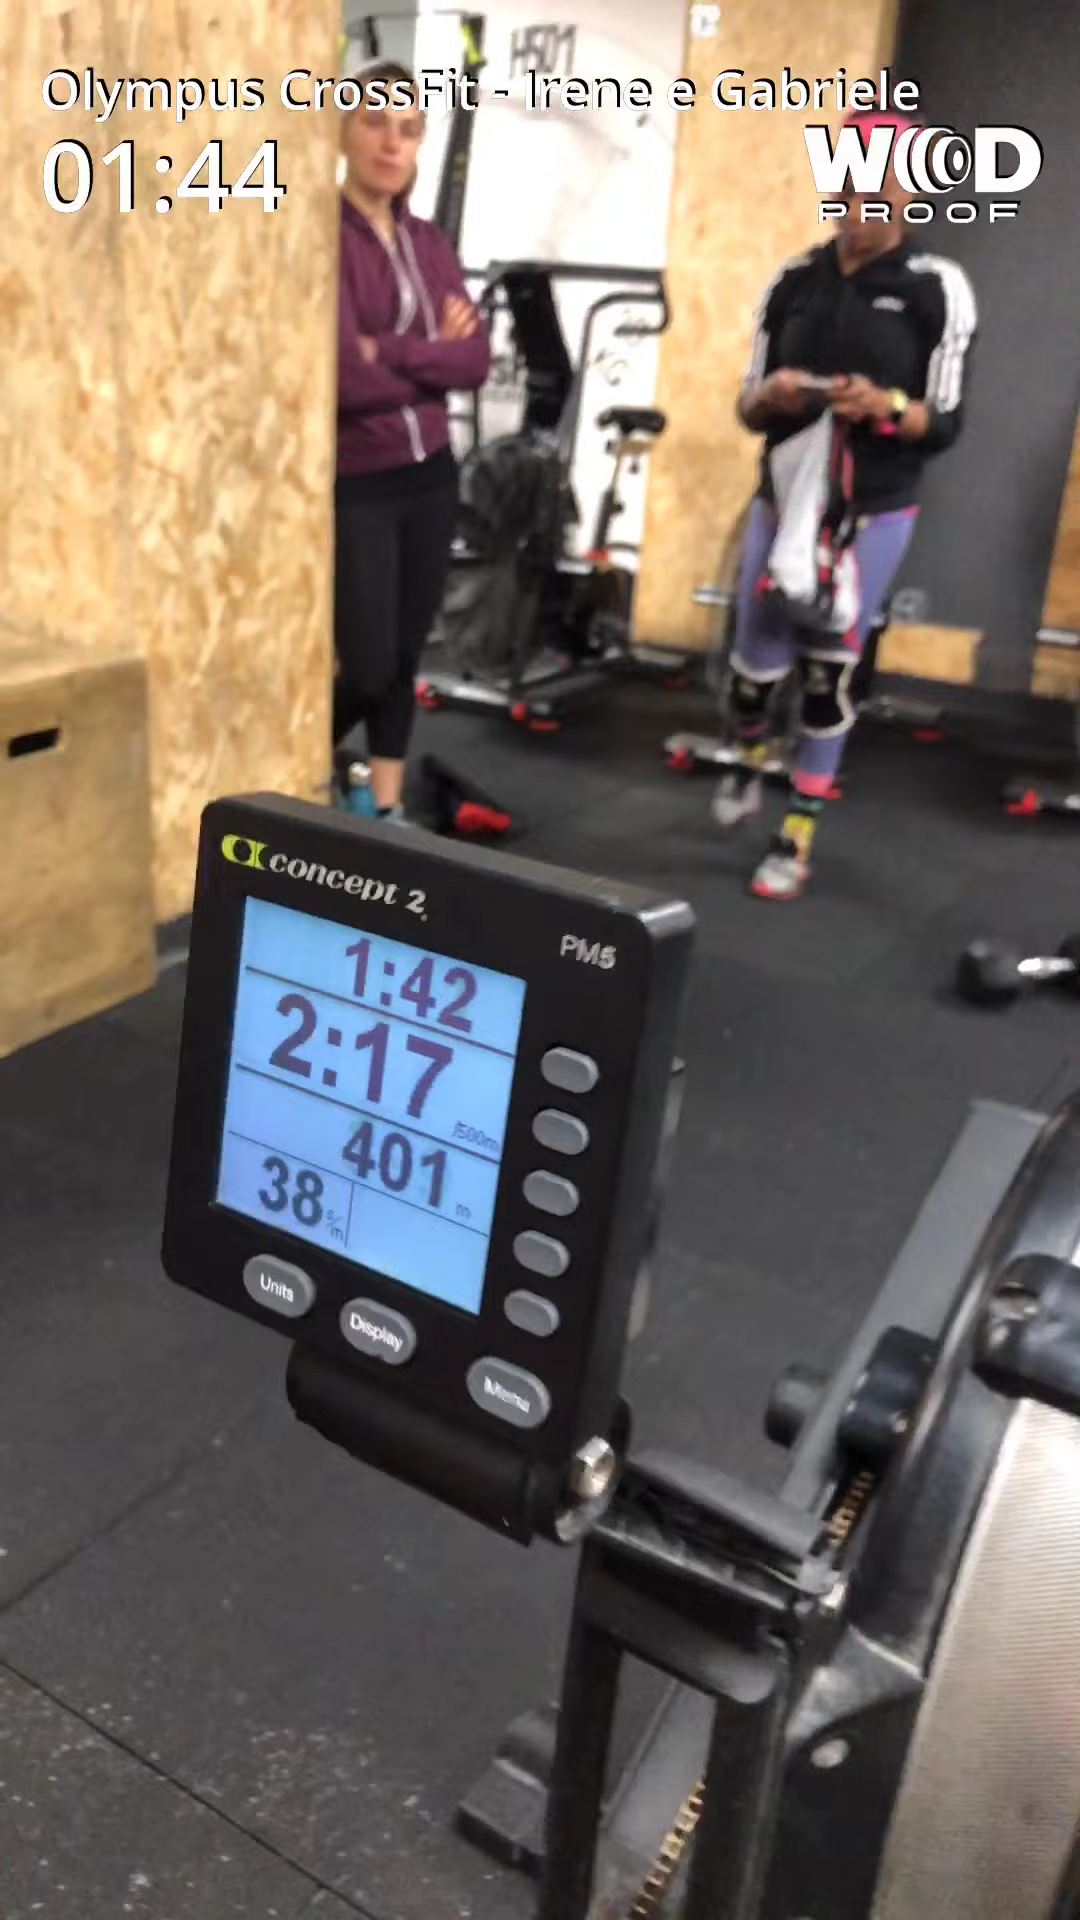 Olympus CrossFit - Irene e Gabriele
01:44
WOD
PROOF
concept 2
PM5
1:42
2:17
/500m
401 m
38 s/m
Units
Display
Menu